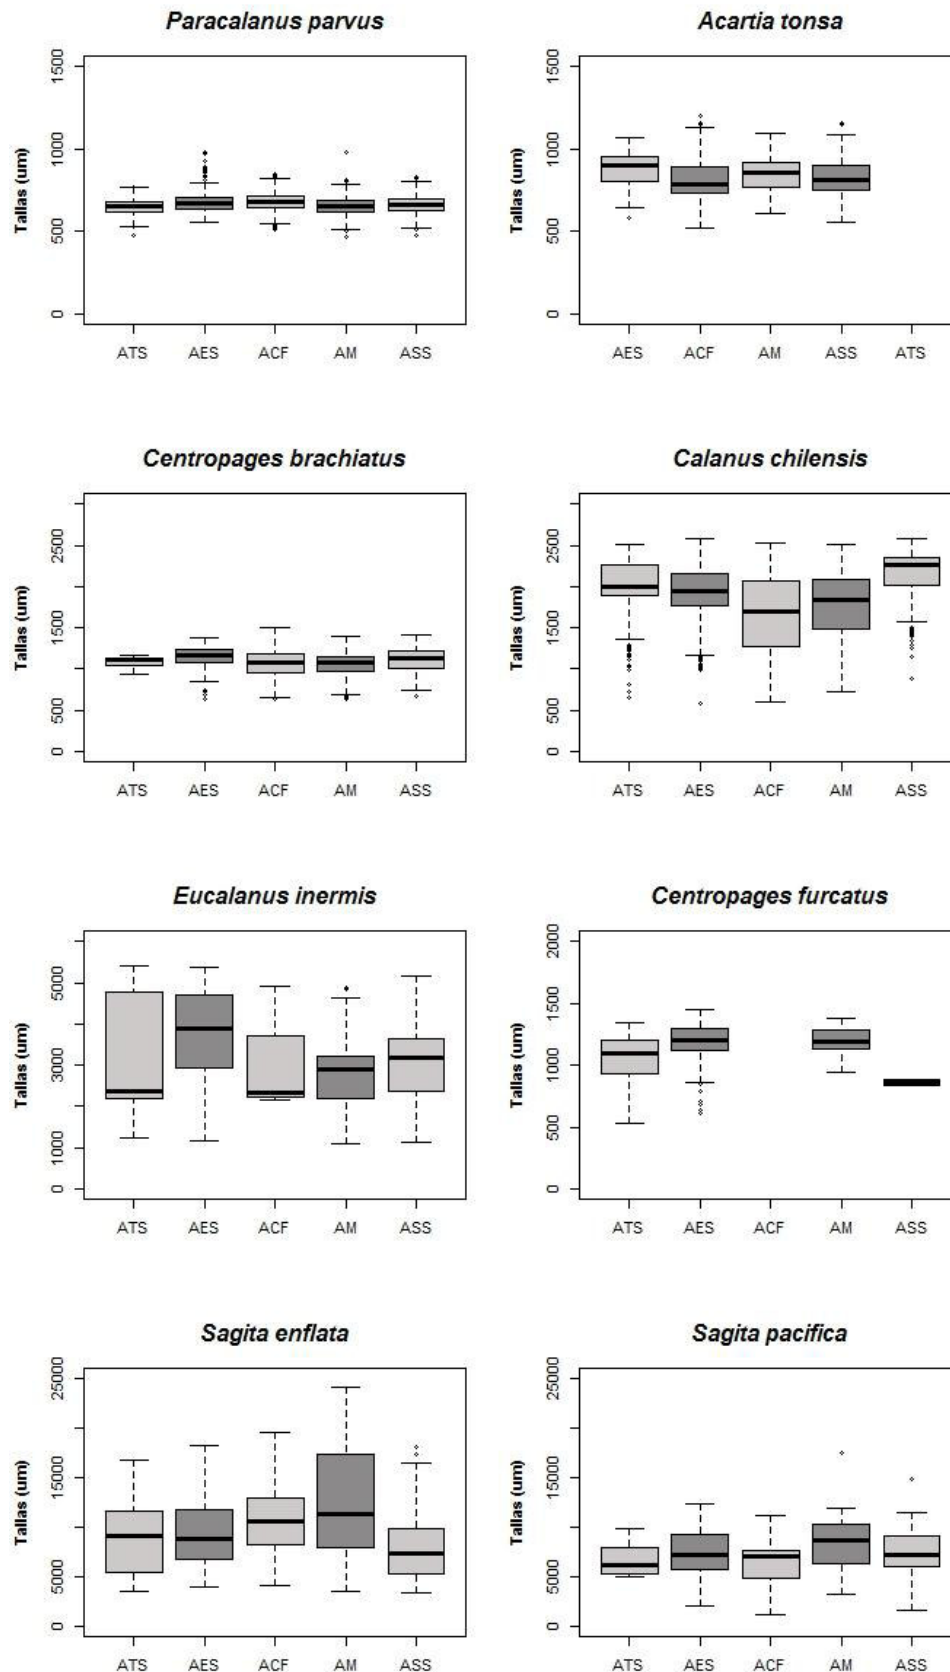 Paracalanus parvus
Tallas (um)
1500
1000
500
0
ATS AES ACF AM ASS
Acartia tonsa
Tallas (um)
1500
1000
500
0
AES ACF AM ASS ATS
Centropages brachiatus
Tallas (um)
2500
1500
500
0
ATS AES ACF AM ASS
Calanus chilensis
Tallas (um)
2500
1500
500
0
ATS AES ACF AM ASS
Eucalanus inermis
Tallas (um)
5000
3000
1000
0
ATS AES ACF AM ASS
Centropages furcatus
Tallas (um)
2000
1500
1000
500
0
ATS AES ACF AM ASS
Sagita enflata
Tallas (um)
25000
15000
5000
0
ATS AES ACF AM ASS
Sagita pacifica
Tallas (um)
25000
15000
5000
0
ATS AES ACF AM ASS